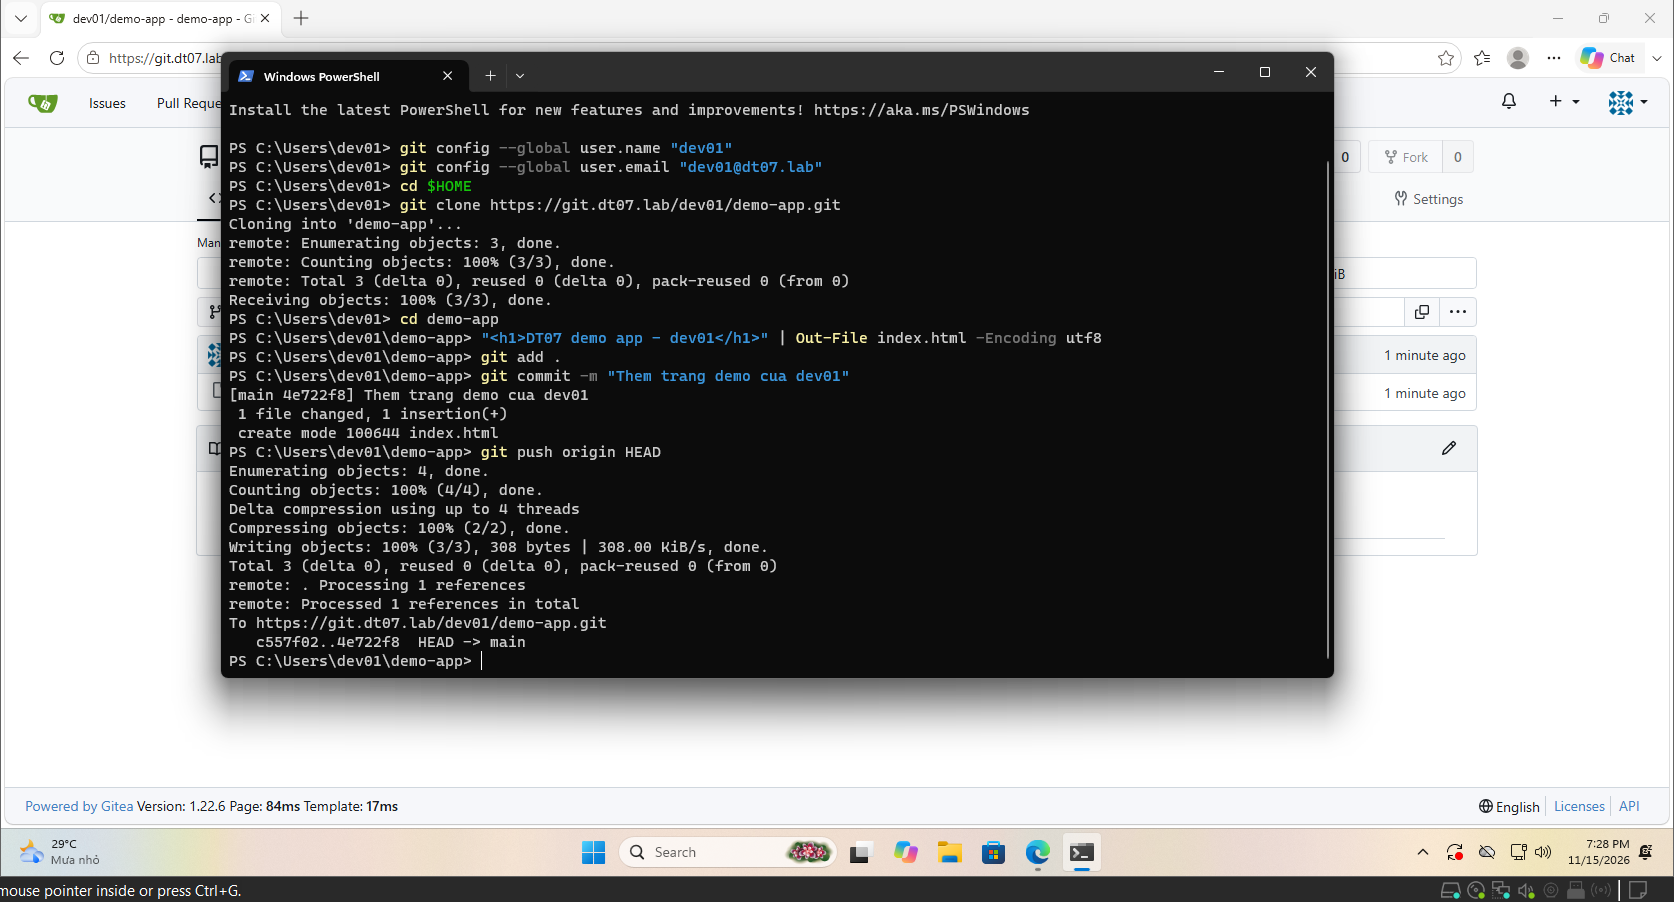 dev01/demo-app - demo-app - Gi
https://git.dt07.lab
Chat
Windows PowerShell
Issues
Pull Reque
0
Fork
0
Settings
Man
iB
1 minute ago
1 minute ago
Install the latest PowerShell for new features and improvements! https://aka.ms/PSWindows
PS C:\Users\dev01> git config --global user.name "dev01"
PS C:\Users\dev01> git config --global user.email "dev01@dt07.lab"
PS C:\Users\dev01> cd $HOME
PS C:\Users\dev01> git clone https://git.dt07.lab/dev01/demo-app.git
Cloning into 'demo-app'...
remote: Enumerating objects: 3, done.
remote: Counting objects: 100% (3/3), done.
remote: Total 3 (delta 0), reused 0 (delta 0), pack-reused 0 (from 0)
Receiving objects: 100% (3/3), done.
PS C:\Users\dev01> cd demo-app
PS C:\Users\dev01\demo-app> "<h1>DT07 demo app - dev01</h1>" | Out-File index.html -Encoding utf8
PS C:\Users\dev01\demo-app> git add .
PS C:\Users\dev01\demo-app> git commit -m "Them trang demo cua dev01"
[main 4e722f8] Them trang demo cua dev01
 1 file changed, 1 insertion(+)
 create mode 100644 index.html
PS C:\Users\dev01\demo-app> git push origin HEAD
Enumerating objects: 4, done.
Counting objects: 100% (4/4), done.
Delta compression using up to 4 threads
Compressing objects: 100% (2/2), done.
Writing objects: 100% (3/3), 308 bytes | 308.00 KiB/s, done.
Total 3 (delta 0), reused 0 (delta 0), pack-reused 0 (from 0)
remote: . Processing 1 references
remote: Processed 1 references in total
To https://git.dt07.lab/dev01/demo-app.git
   c557f02..4e722f8  HEAD -> main
PS C:\Users\dev01\demo-app>
Powered by Gitea Version: 1.22.6 Page: 84ms Template: 17ms
English
Licenses
API
29°C
Mưa nhỏ
Search
7:28 PM
11/15/2026
mouse pointer inside or press Ctrl+G.